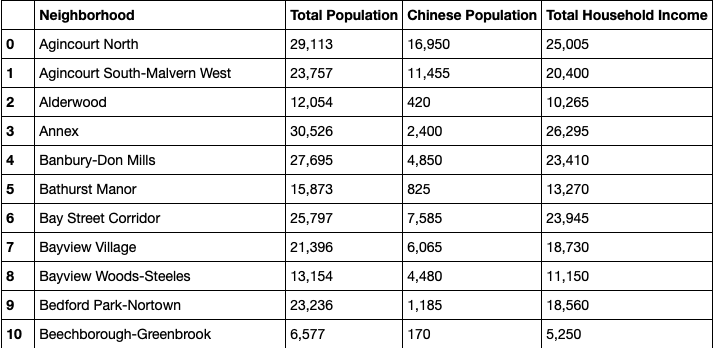 Neighborhood Total Population Chinese Population Total Household Income
0 Agincourt North 29,113 16,950 25,005
1 Agincourt South-Malvern West 23,757 11,455 20,400
2 Alderwood 12,054 420 10,265
3 Annex 30,526 2,400 26,295
4 Banbury-Don Mills 27,695 4,850 23,410
5 Bathurst Manor 15,873 825 13,270
6 Bay Street Corridor 25,797 7,585 23,945
7 Bayview Village 21,396 6,065 18,730
8 Bayview Woods-Steeles 13,154 4,480 11,150
9 Bedford Park-Nortown 23,236 1,185 18,560
10 Beechborough-Greenbrook 6,577 170 5,250